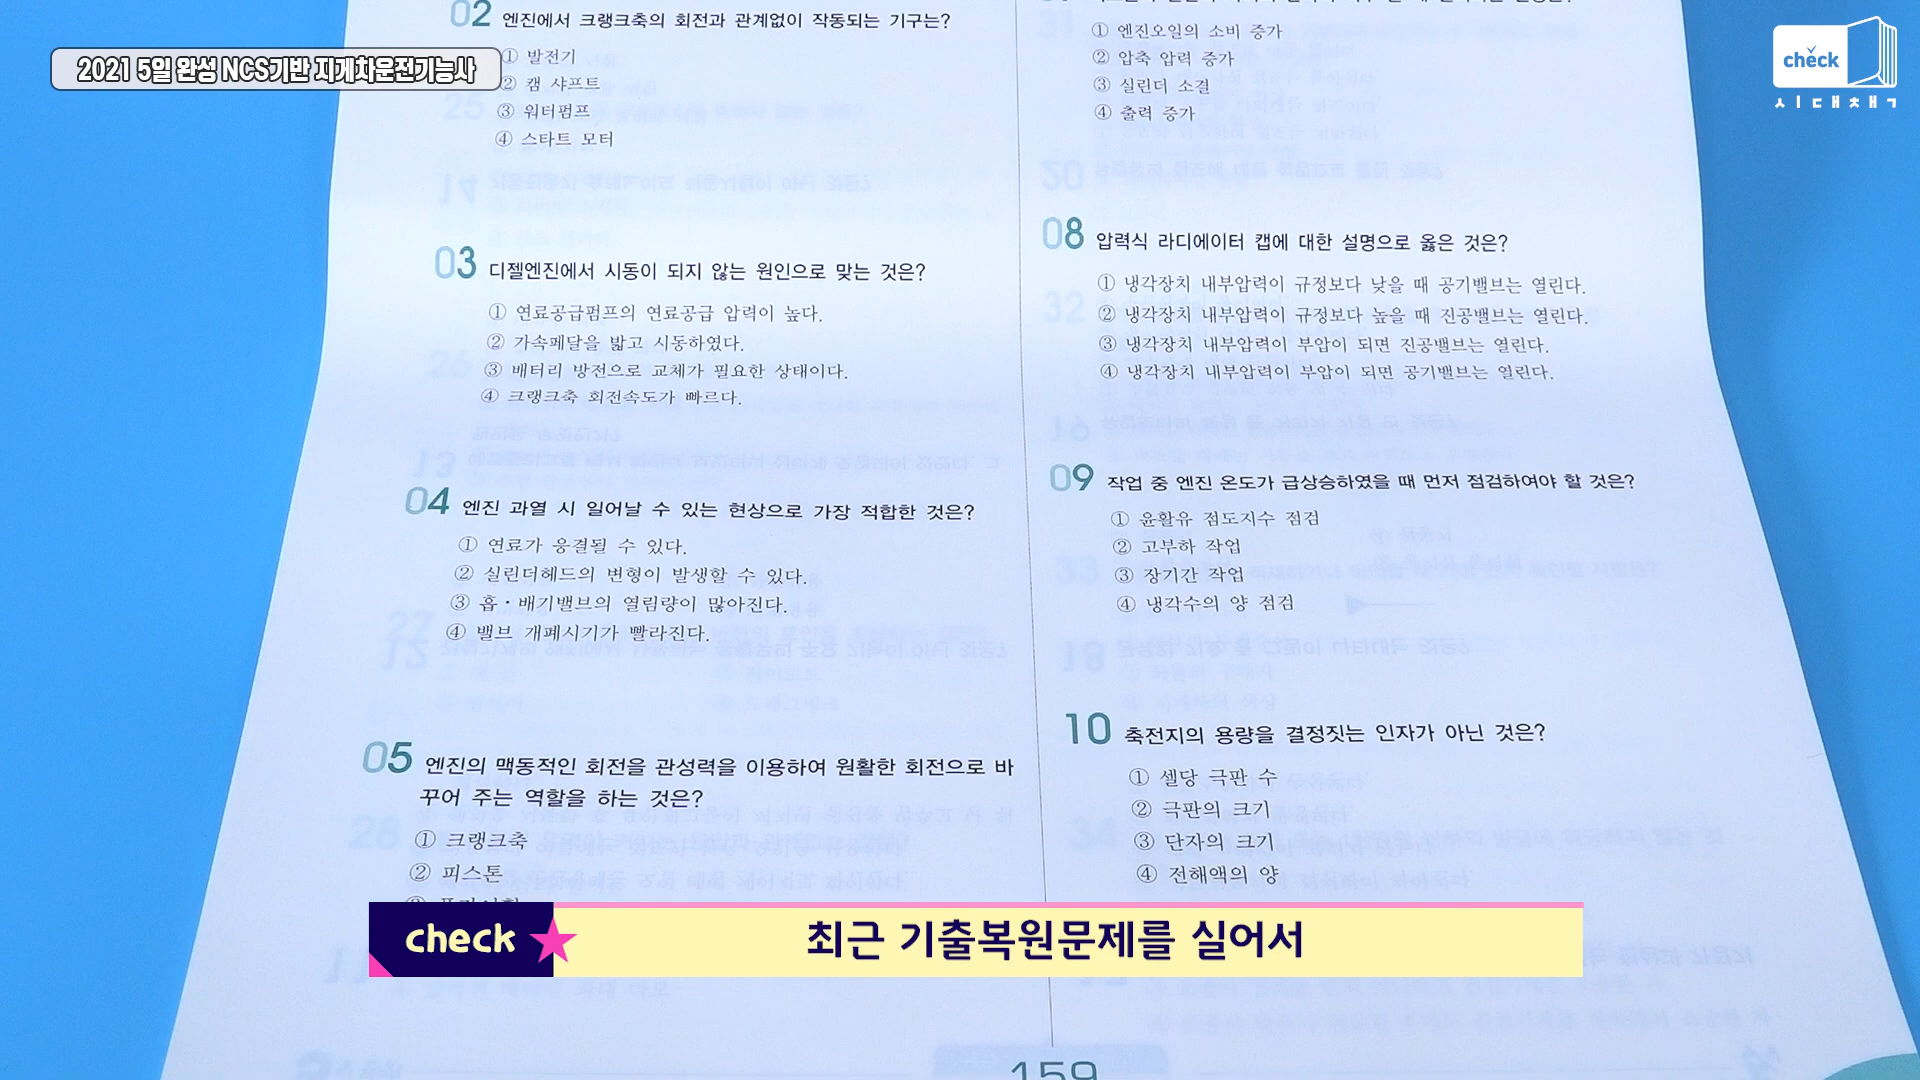 2021 5일 완성 NCS기반 지게차운전기능사
check
시대채ㄱ
02 엔진에서 크랭크축의 회전과 관계없이 작동되는 기구는?
① 발전기
② 캠 샤프트
③ 워터펌프
④ 스타트 모터
03 디젤엔진에서 시동이 되지 않는 원인으로 맞는 것은?
① 연료공급펌프의 연료공급 압력이 높다.
② 가속페달을 밟고 시동하였다.
③ 배터리 방전으로 교체가 필요한 상태이다.
④ 크랭크축 회전속도가 빠르다.
04 엔진 과열 시 일어날 수 있는 현상으로 가장 적합한 것은?
① 연료가 응결될 수 있다.
② 실린더헤드의 변형이 발생할 수 있다.
③ 흡·배기밸브의 열림량이 많아진다.
④ 밸브 개폐시기가 빨라진다.
05 엔진의 맥동적인 회전을 관성력을 이용하여 원활한 회전으로 바
꾸어 주는 역할을 하는 것은?
① 크랭크축
② 피스톤
① 엔진오일의 소비 증가
② 압축 압력 증가
③ 실린더 소결
④ 출력 증가
08 압력식 라디에이터 캡에 대한 설명으로 옳은 것은?
① 냉각장치 내부압력이 규정보다 낮을 때 공기밸브는 열린다.
② 냉각장치 내부압력이 규정보다 높을 때 진공밸브는 열린다.
③ 냉각장치 내부압력이 부압이 되면 진공밸브는 열린다.
④ 냉각장치 내부압력이 부압이 되면 공기밸브는 열린다.
09 작업 중 엔진 온도가 급상승하였을 때 먼저 점검하여야 할 것은?
① 윤활유 점도지수 점검
② 고부하 작업
③ 장기간 작업
④ 냉각수의 양 점검
10 축전지의 용량을 결정짓는 인자가 아닌 것은?
① 셀당 극판 수
② 극판의 크기
③ 단자의 크기
④ 전해액의 양
check 최근 기출복원문제를 실어서
159